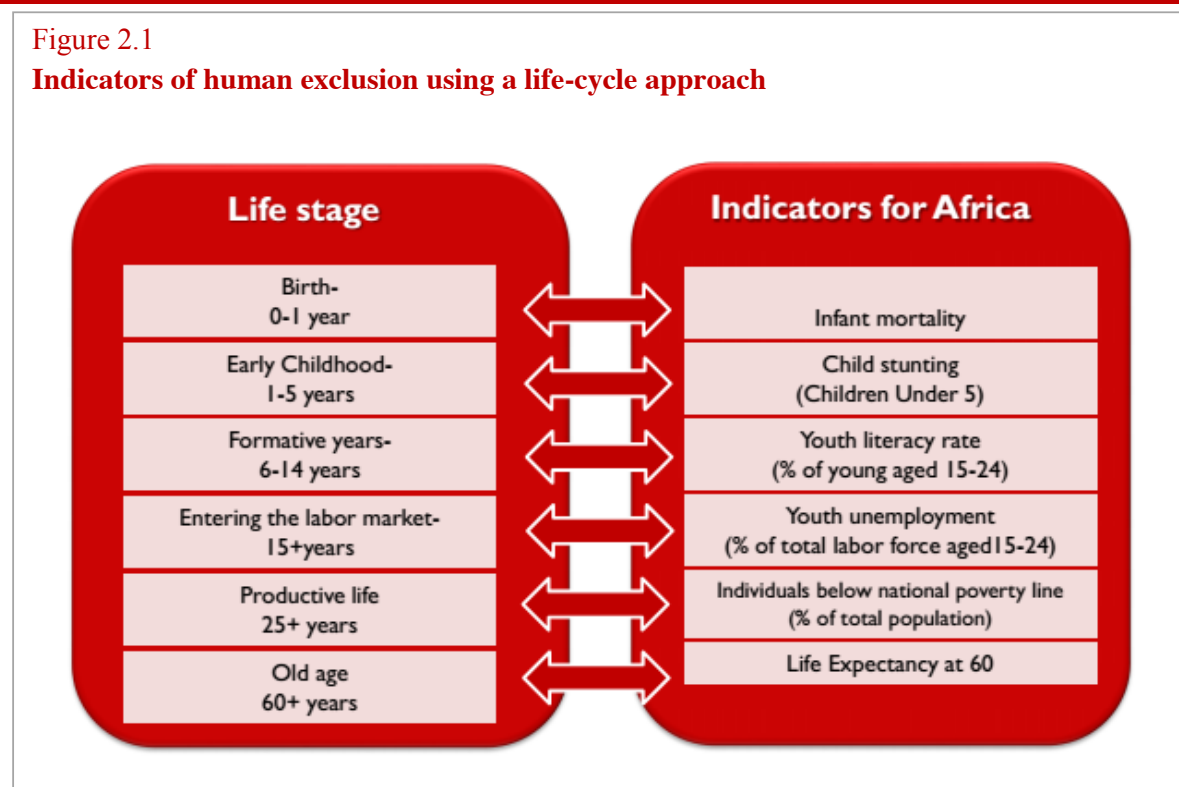 Figure 2.1
Indicators of human exclusion using a life-cycle approach
Life stage
Birth-
0-1 year
Early Childhood-
1-5 years
Formative years-
6-14 years
Entering the labor market-
15+years
Productive life
25+ years
Old age
60+ years
Indicators for Africa
Infant mortality
Child stunting
(Children Under 5)
Youth literacy rate
(% of young aged 15-24)
Youth unemployment
(% of total labor force aged15-24)
Individuals below national poverty line
(% of total population)
Life Expectancy at 60